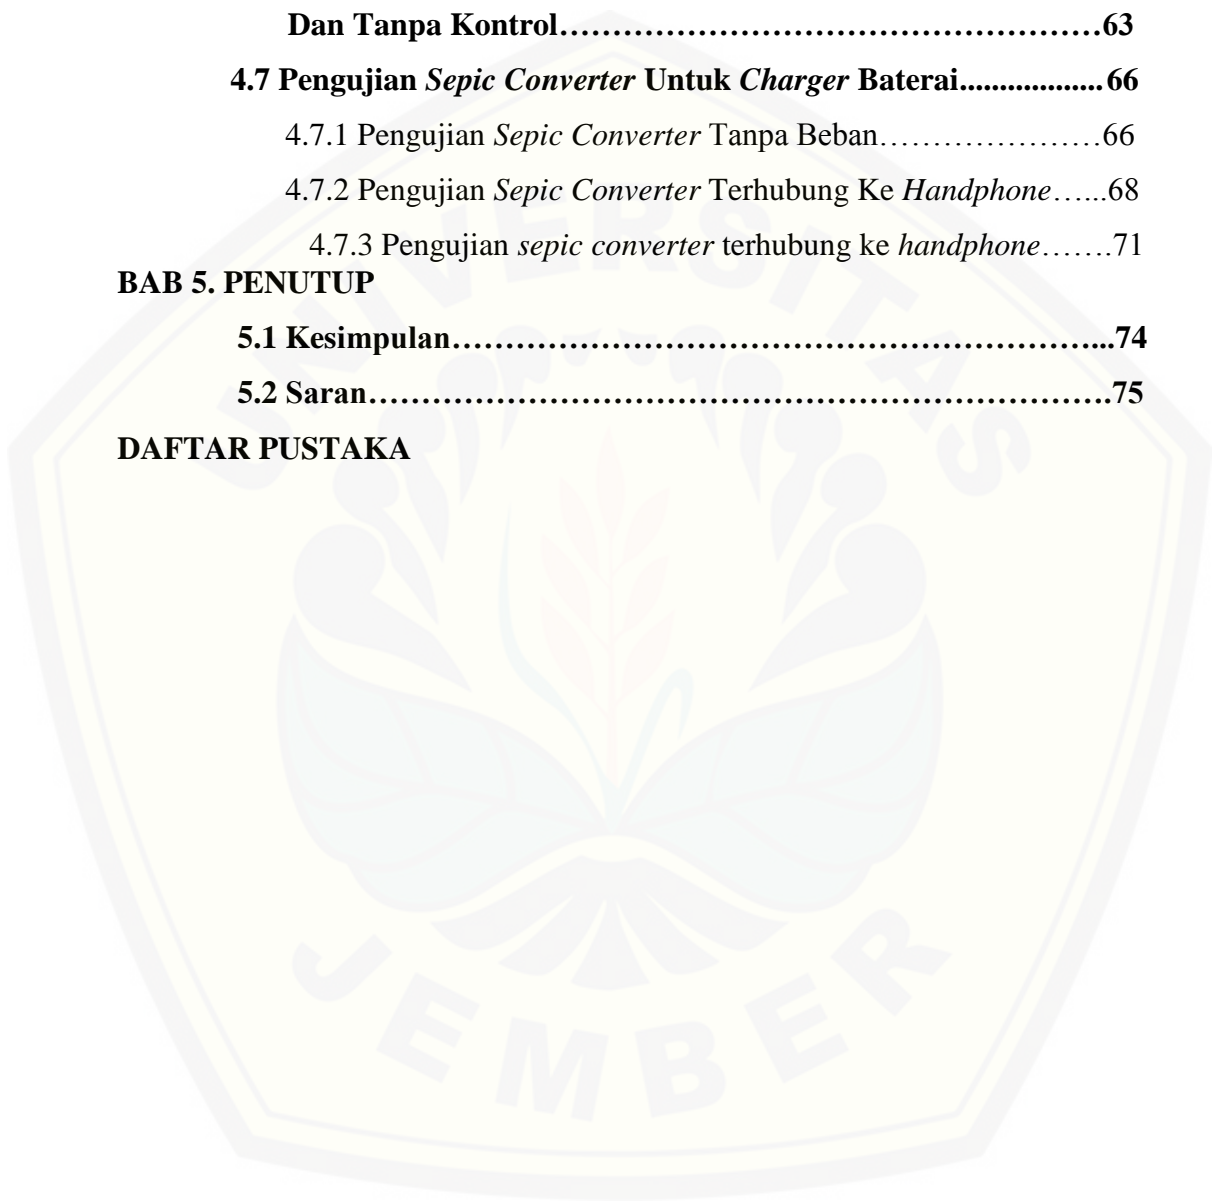 Dan Tanpa Kontrol……………………………………………63
4.7 Pengujian Sepic Converter Untuk Charger Baterai..................66
4.7.1 Pengujian Sepic Converter Tanpa Beban…………………66
4.7.2 Pengujian Sepic Converter Terhubung Ke Handphone…...68
4.7.3 Pengujian sepic converter terhubung ke handphone…….71
BAB 5. PENUTUP
5.1 Kesimpulan……………………………………………………...74
5.2 Saran…………………………………………………………….75
DAFTAR PUSTAKA
UNIVERSITAS
JEMBER